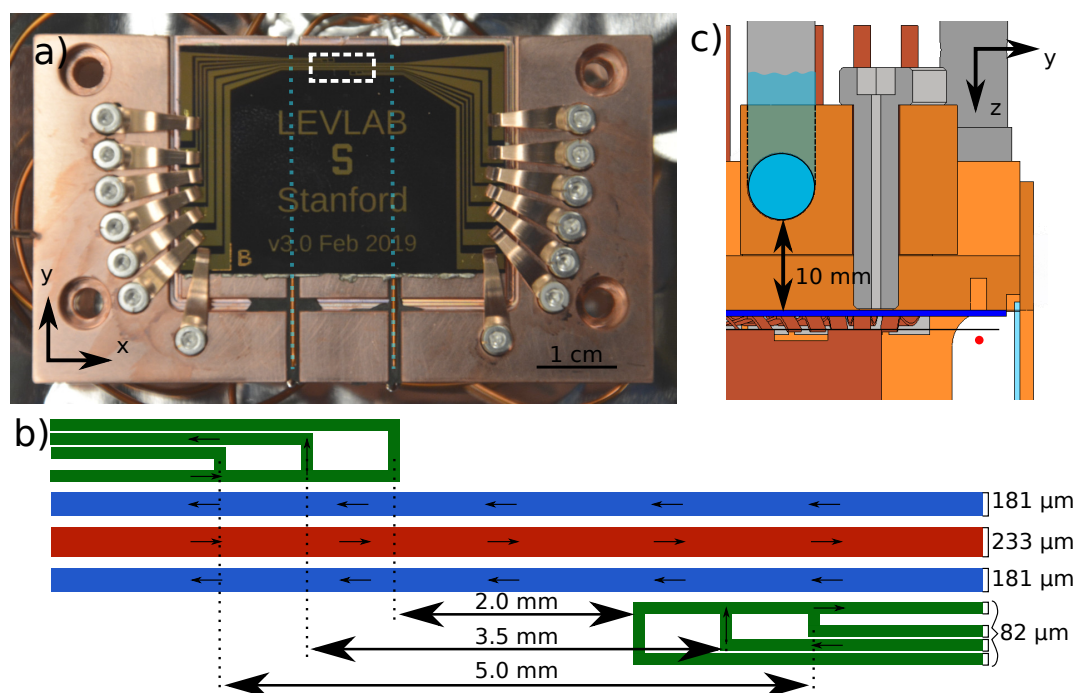 a)
LEVLAB
S
Stanford
v3.0 Feb 2019
B
y
x
1 cm
c)
y
z
10 mm
b)
181 µm
233 µm
181 µm
2.0 mm
82 µm
3.5 mm
5.0 mm